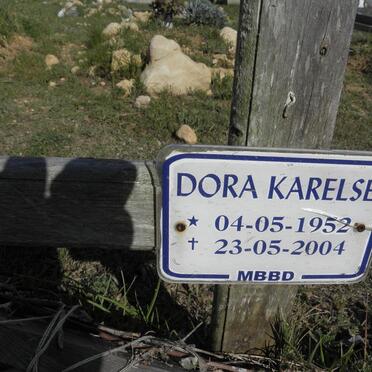 DORA KARELSE
★ 04-05-1952
✝ 23-05-2004
MBBD